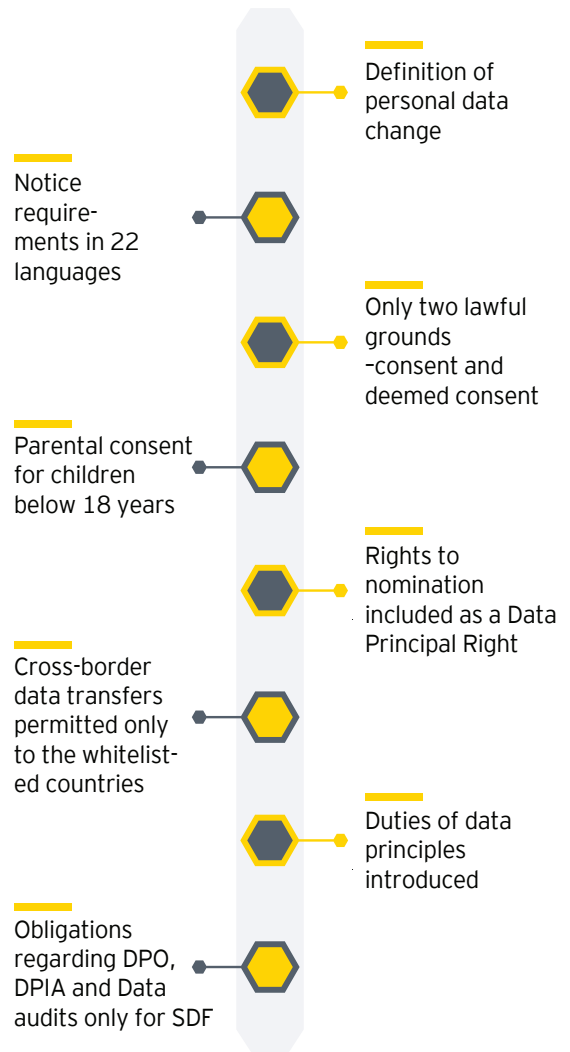 Definition of
personal data
change
Notice
require-
ments in 22
languages
Only two lawful
grounds
–consent and
deemed consent
Parental consent
for children
below 18 years
Rights to
nomination
included as a Data
Principal Right
Cross-border
data transfers
permitted only
to the whitelist-
ed countries
Duties of data
principles
introduced
Obligations
regarding DPO,
DPIA and Data
audits only for SDF